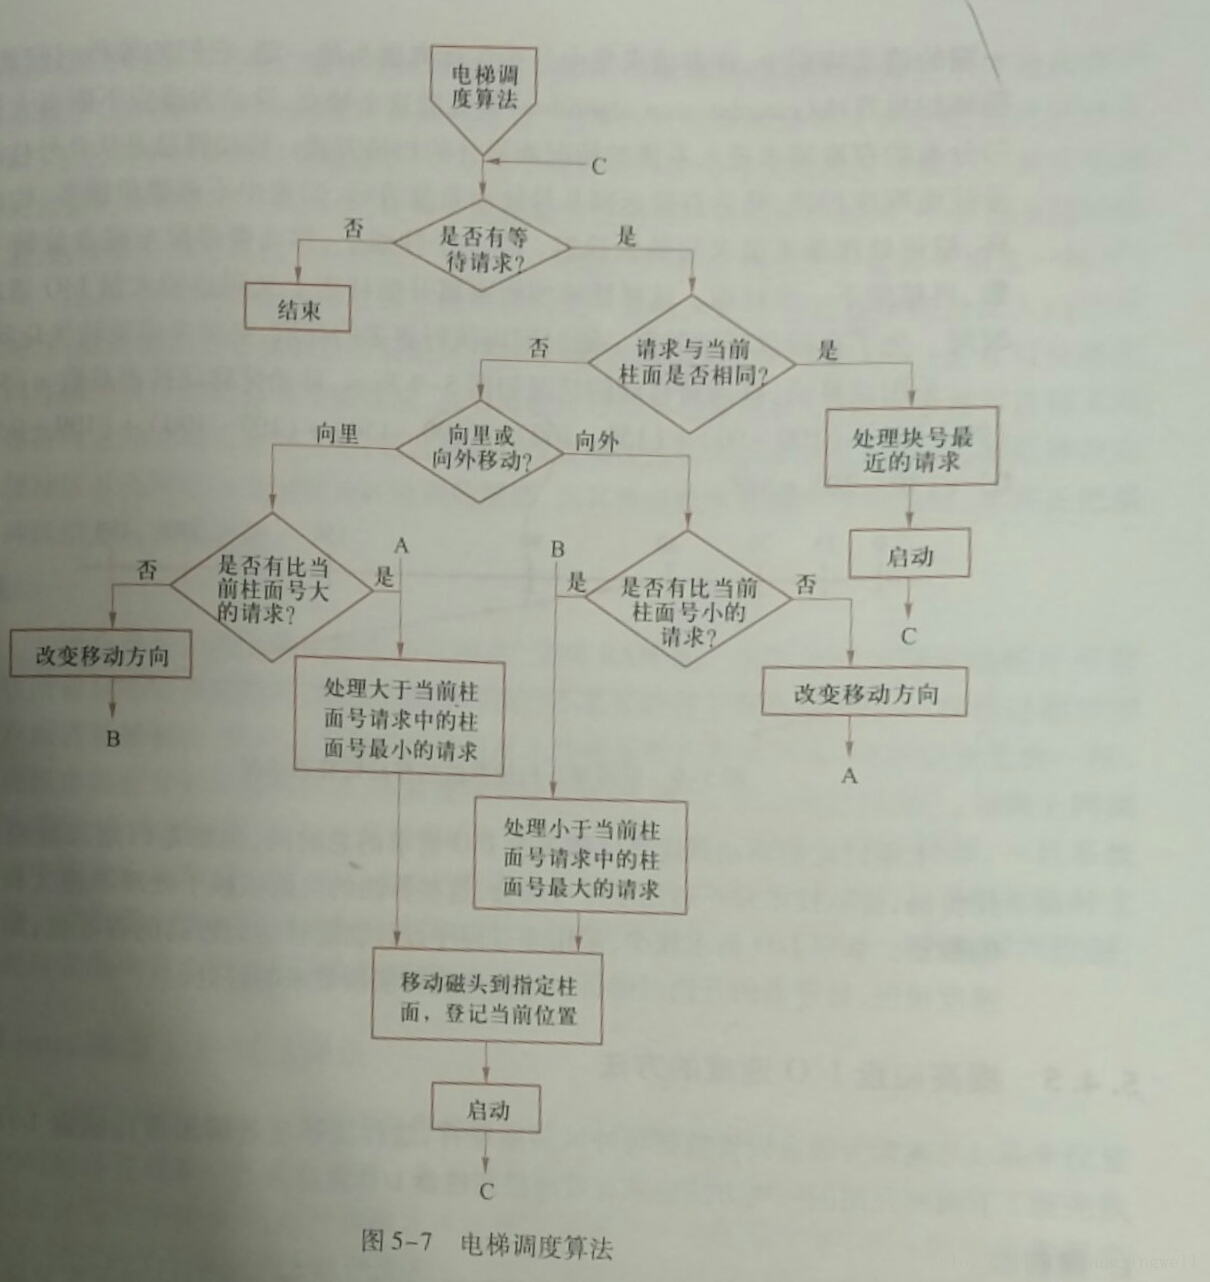 电梯调
度算法
C
否
是否有等
待请求?
是
结束
否
请求与当前
柱面是否相同?
是
向里
向里或
向外移动?
向外
处理块号最
近的请求
启动
C
否
是否有比当
前柱面号大
的请求?
是
A
B
是
是否有比当前
柱面号小的
请求?
否
改变移动方向
B
处理大于当前柱
面号请求中的柱
面号最小的请求
改变移动方向
A
处理小于当前柱
面号请求中的柱
面号最大的请求
移动磁头到指定柱
面，登记当前位置
启动
C
图5-7 电梯调度算法